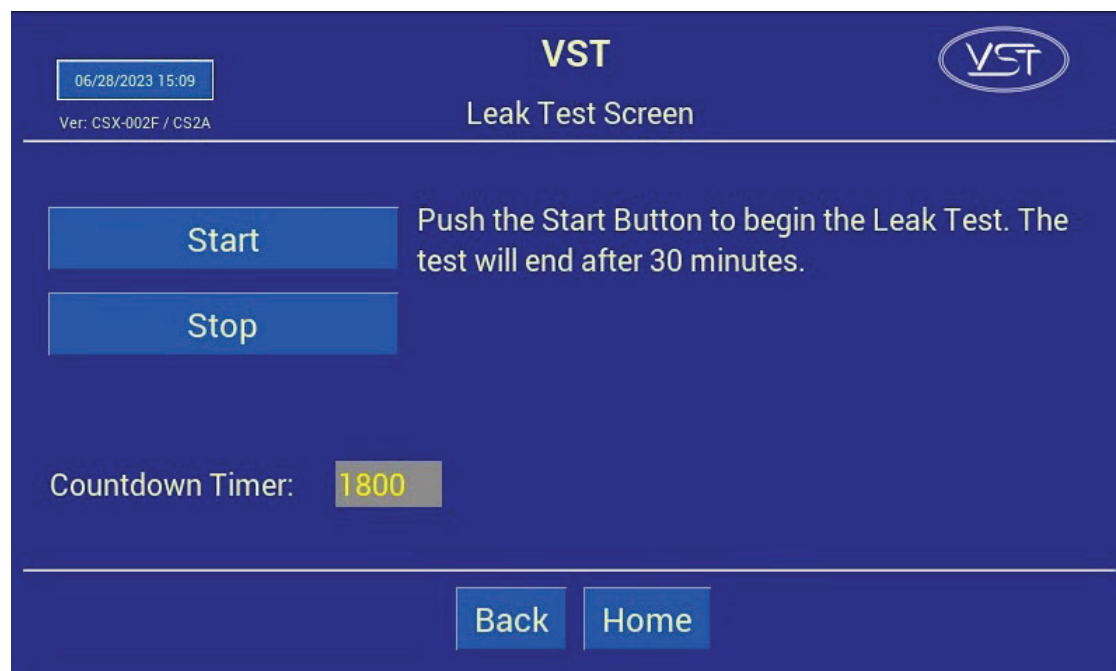 06/28/2023 15:09
Ver: CSX-002F / CS2A
VST
Leak Test Screen
VST
Start
Push the Start Button to begin the Leak Test. The
test will end after 30 minutes.
Stop
Countdown Timer: 1800
Back
Home